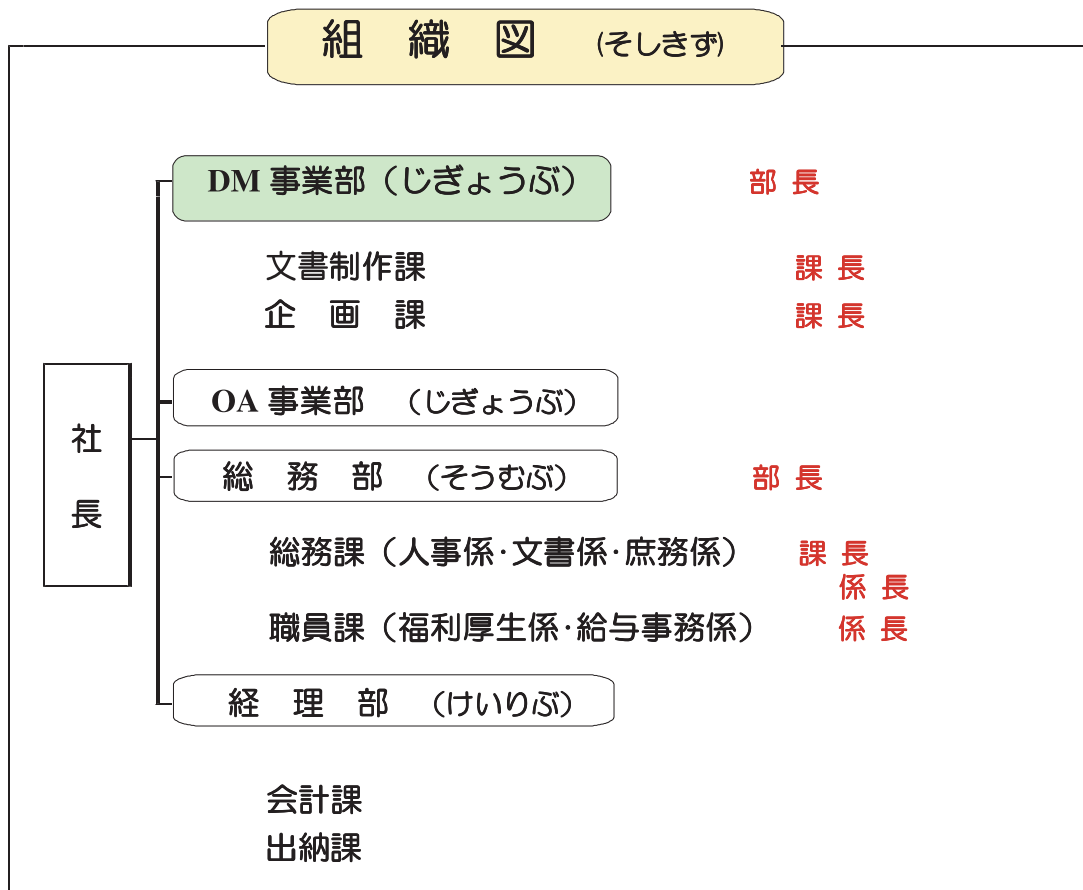 組 織 図 (そしきず)
DM 事業部（じぎょうぶ） 部 長
文書制作課 課 長
企 画 課 課 長
社長
OA 事業部 （じぎょうぶ）
総 務 部 （そうむぶ） 部 長
総務課（人事係･文書係･庶務係） 課 長
係 長
職員課（福利厚生係･給与事務係） 係 長
経 理 部 （けいりぶ）
会計課
出納課